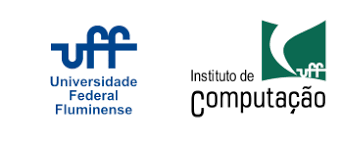 uff
Universidade
Federal
Fluminense
uff
Instituto de
Computação